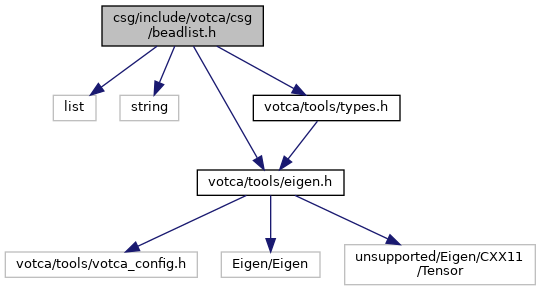 csg/include/votca/csg
/beadlist.h
list
string
votca/tools/types.h
votca/tools/eigen.h
votca/tools/votca_config.h
Eigen/Eigen
unsupported/Eigen/CXX11
/Tensor